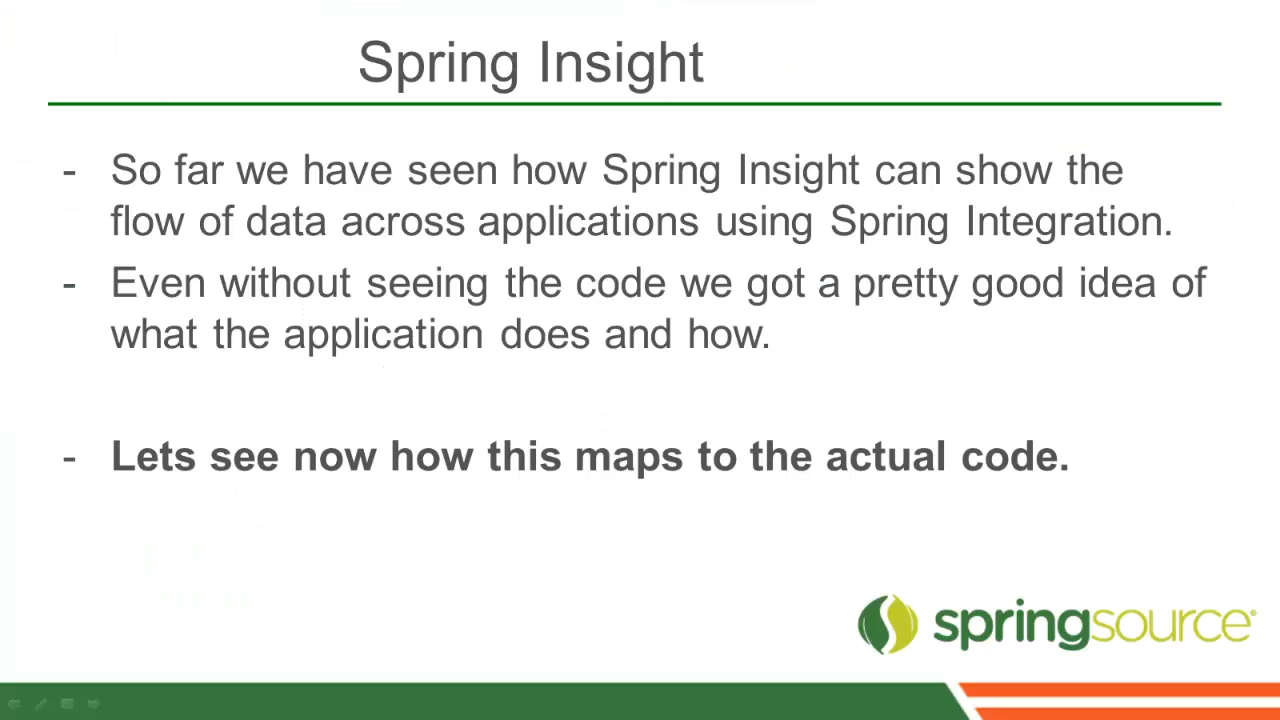 Spring Insight
- So far we have seen how Spring Insight can show the
flow of data across applications using Spring Integration.
- Even without seeing the code we got a pretty good idea of
what the application does and how.
- Lets see now how this maps to the actual code.
springsource